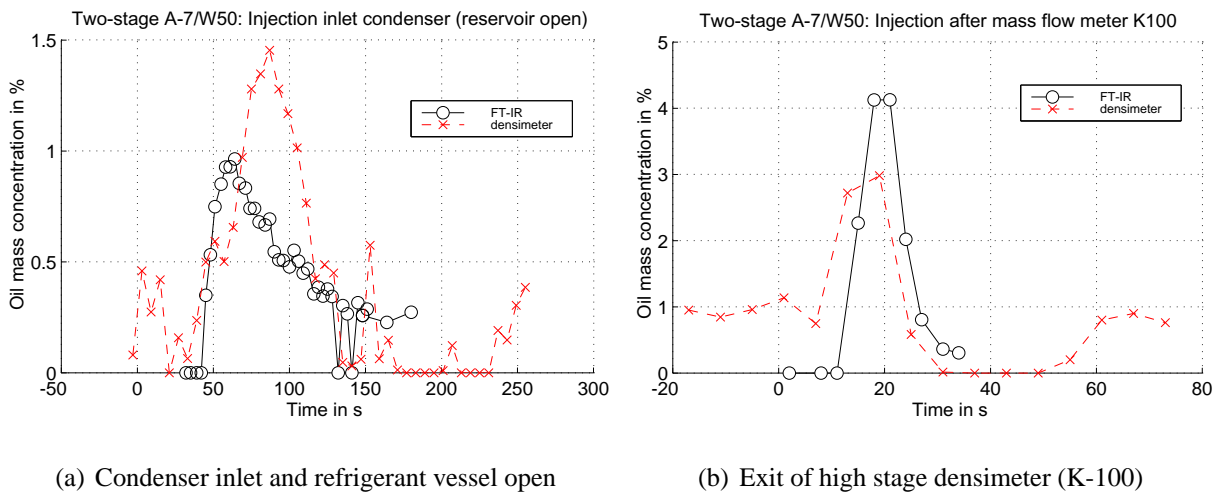 Two-stage A-7/W50: Injection inlet condenser (reservoir open)
Oil mass concentration in %
1.5
1
0.5
0
-50
0
50
100
150
200
250
300
Time in s
FT-IR
densimeter
(a) Condenser inlet and refrigerant vessel open
Two-stage A-7/W50: Injection after mass flow meter K100
Oil mass concentration in %
5
4
3
2
1
0
-20
0
20
40
60
80
Time in s
FT-IR
densimeter
(b) Exit of high stage densimeter (K-100)